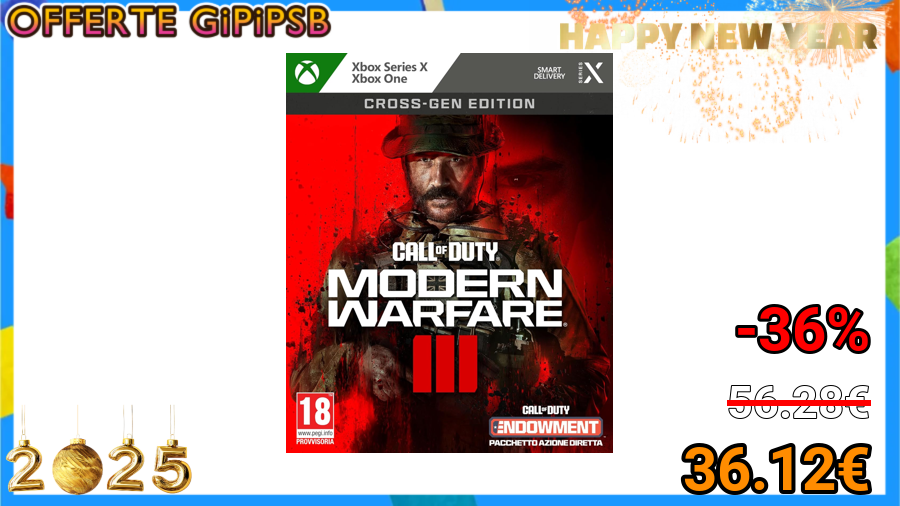 OFFERTE GiPiPSB
HAPPY NEW YEAR
Xbox Series X
Xbox One
SMART
DELIVERY
SERIES X
CROSS-GEN EDITION
CALL OF DUTY®
MODERN
WARFARE®
III
18
www.pegi.info
PROVVISORIA
CALL OF DUTY
ENDOWMENT
PACCHETTO AZIONE DIRETTA
-36%
56.28€
36.12€
2025